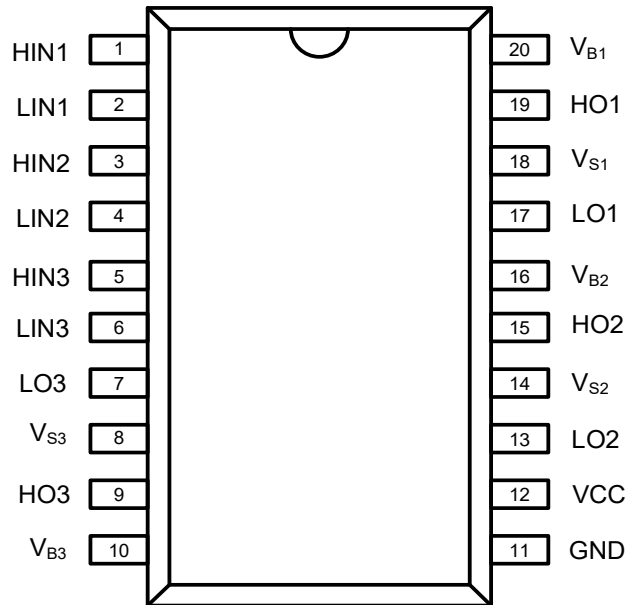 HIN1 1 20 VB1
LIN1 2 19 HO1
HIN2 3 18 VS1
LIN2 4 17 LO1
HIN3 5 16 VB2
LIN3 6 15 HO2
LO3 7 14 VS2
VS3 8 13 LO2
HO3 9 12 VCC
VB3 10 11 GND